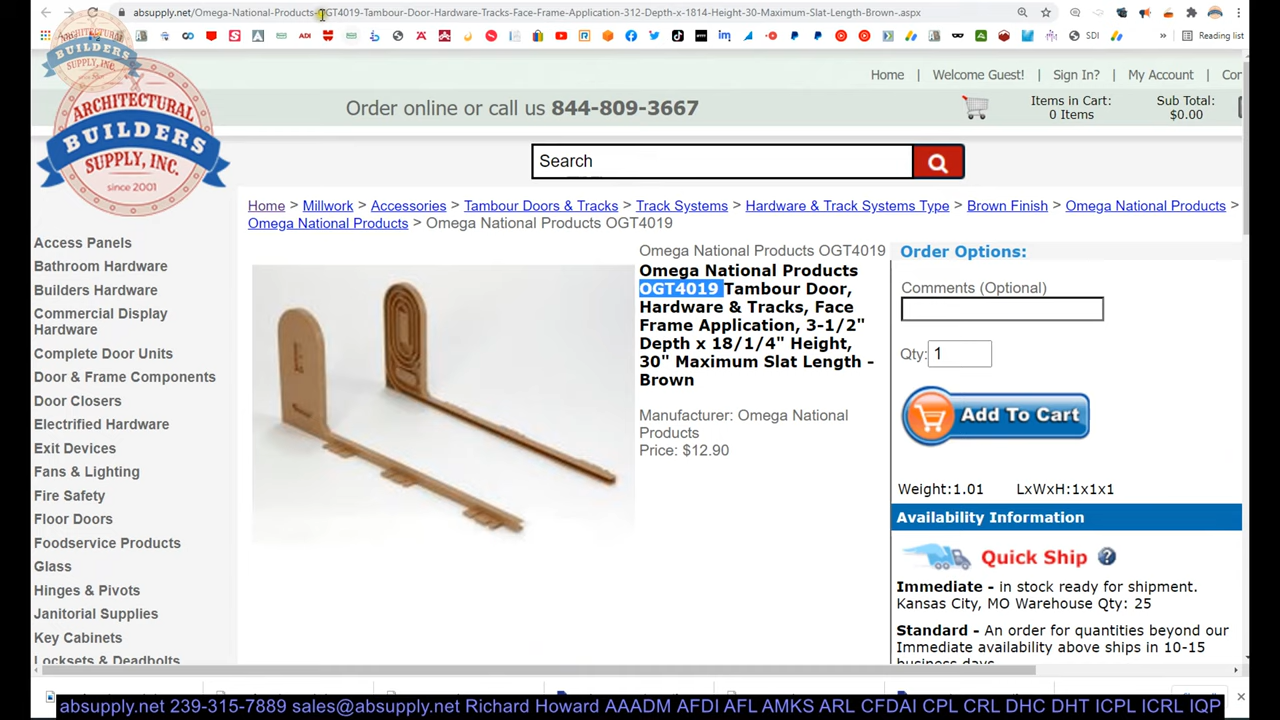 absupply.net/Omega-National-Products-OGT4019-Tambour-Door-Hardware-Tracks-Face-Frame-Application-312-Depth-x-1814-Height-30-Maximum-Slat-Length-Brown-.aspx
SDI
Reading list
ARCHITECTURAL
BUILDERS
SUPPLY, INC.
since 2001
Home | Welcome Guest! | Sign In? | My Account | Cor
Order online or call us 844-809-3667
Items in Cart:
0 Items
Sub Total:
$0.00
Search
Home > Millwork > Accessories > Tambour Doors & Tracks > Track Systems > Hardware & Track Systems Type > Brown Finish > Omega National Products >
Omega National Products > Omega National Products OGT4019
Access Panels
Bathroom Hardware
Builders Hardware
Commercial Display
Hardware
Complete Door Units
Door & Frame Components
Door Closers
Electrified Hardware
Exit Devices
Fans & Lighting
Fire Safety
Floor Doors
Foodservice Products
Glass
Hinges & Pivots
Janitorial Supplies
Key Cabinets
Locksets & Deadbolts
Omega National Products OGT4019
Omega National Products
OGT4019 Tambour Door,
Hardware & Tracks, Face
Frame Application, 3-1/2"
Depth x 18/1/4" Height,
30" Maximum Slat Length -
Brown
Manufacturer: Omega National
Products
Price: $12.90
Order Options:
Comments (Optional)
Qty: 1
Add To Cart
Weight:1.01 LxWxH:1x1x1
Availability Information
Quick Ship ?
Immediate - in stock ready for shipment.
Kansas City, MO Warehouse Qty: 25
Standard - An order for quantities beyond our
Immediate availability above ships in 10-15
business days
absupply.net 239-315-7889 sales@absupply.net Richard Howard AAADM AFDI AFL AMKS ARL CFDAI CPL CRL DHC DHT ICPL ICRL IQP